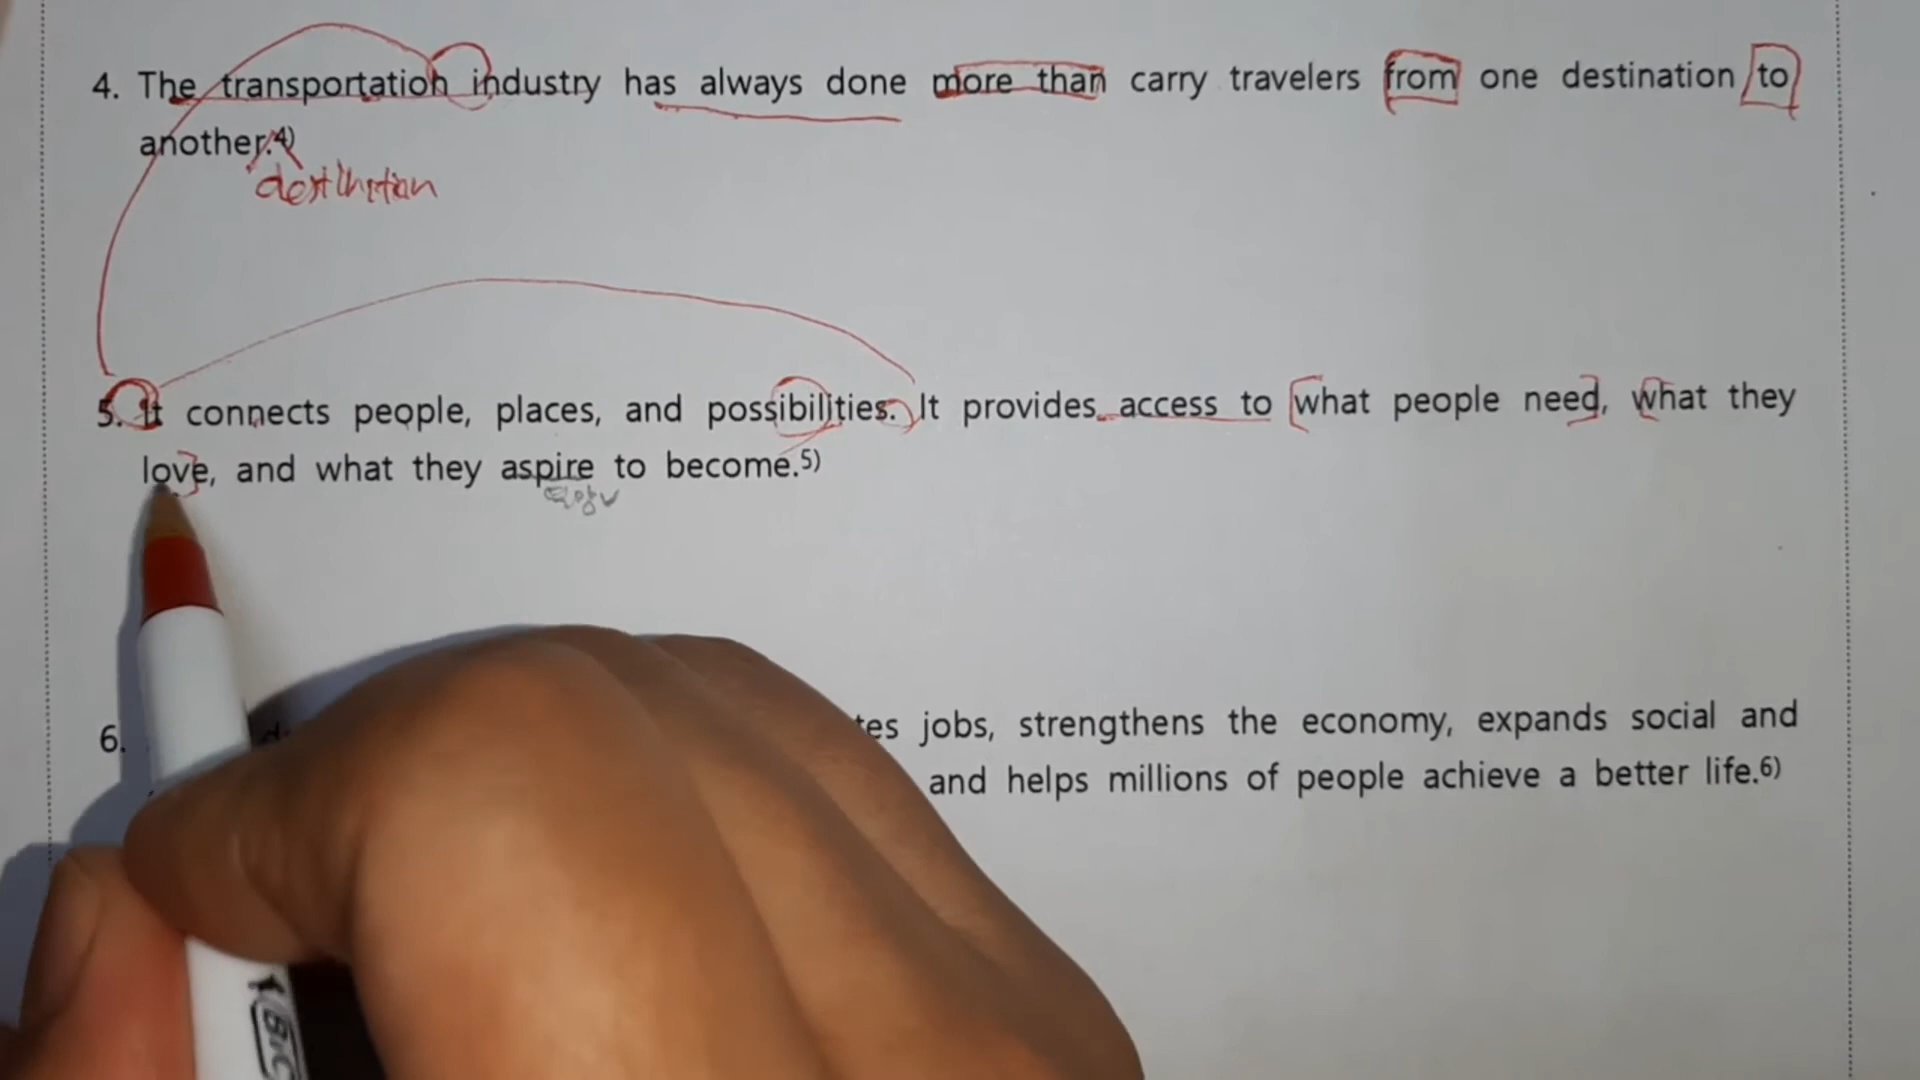 4. The transportation industry has always done more than carry travelers from one destination to
another.4)
destination
5. It connects people, places, and possibilities. It provides access to what people need, what they
love, and what they aspire to become.5)
6. jobs, strengthens the economy, expands social and
and helps millions of people achieve a better life.6)
BIC